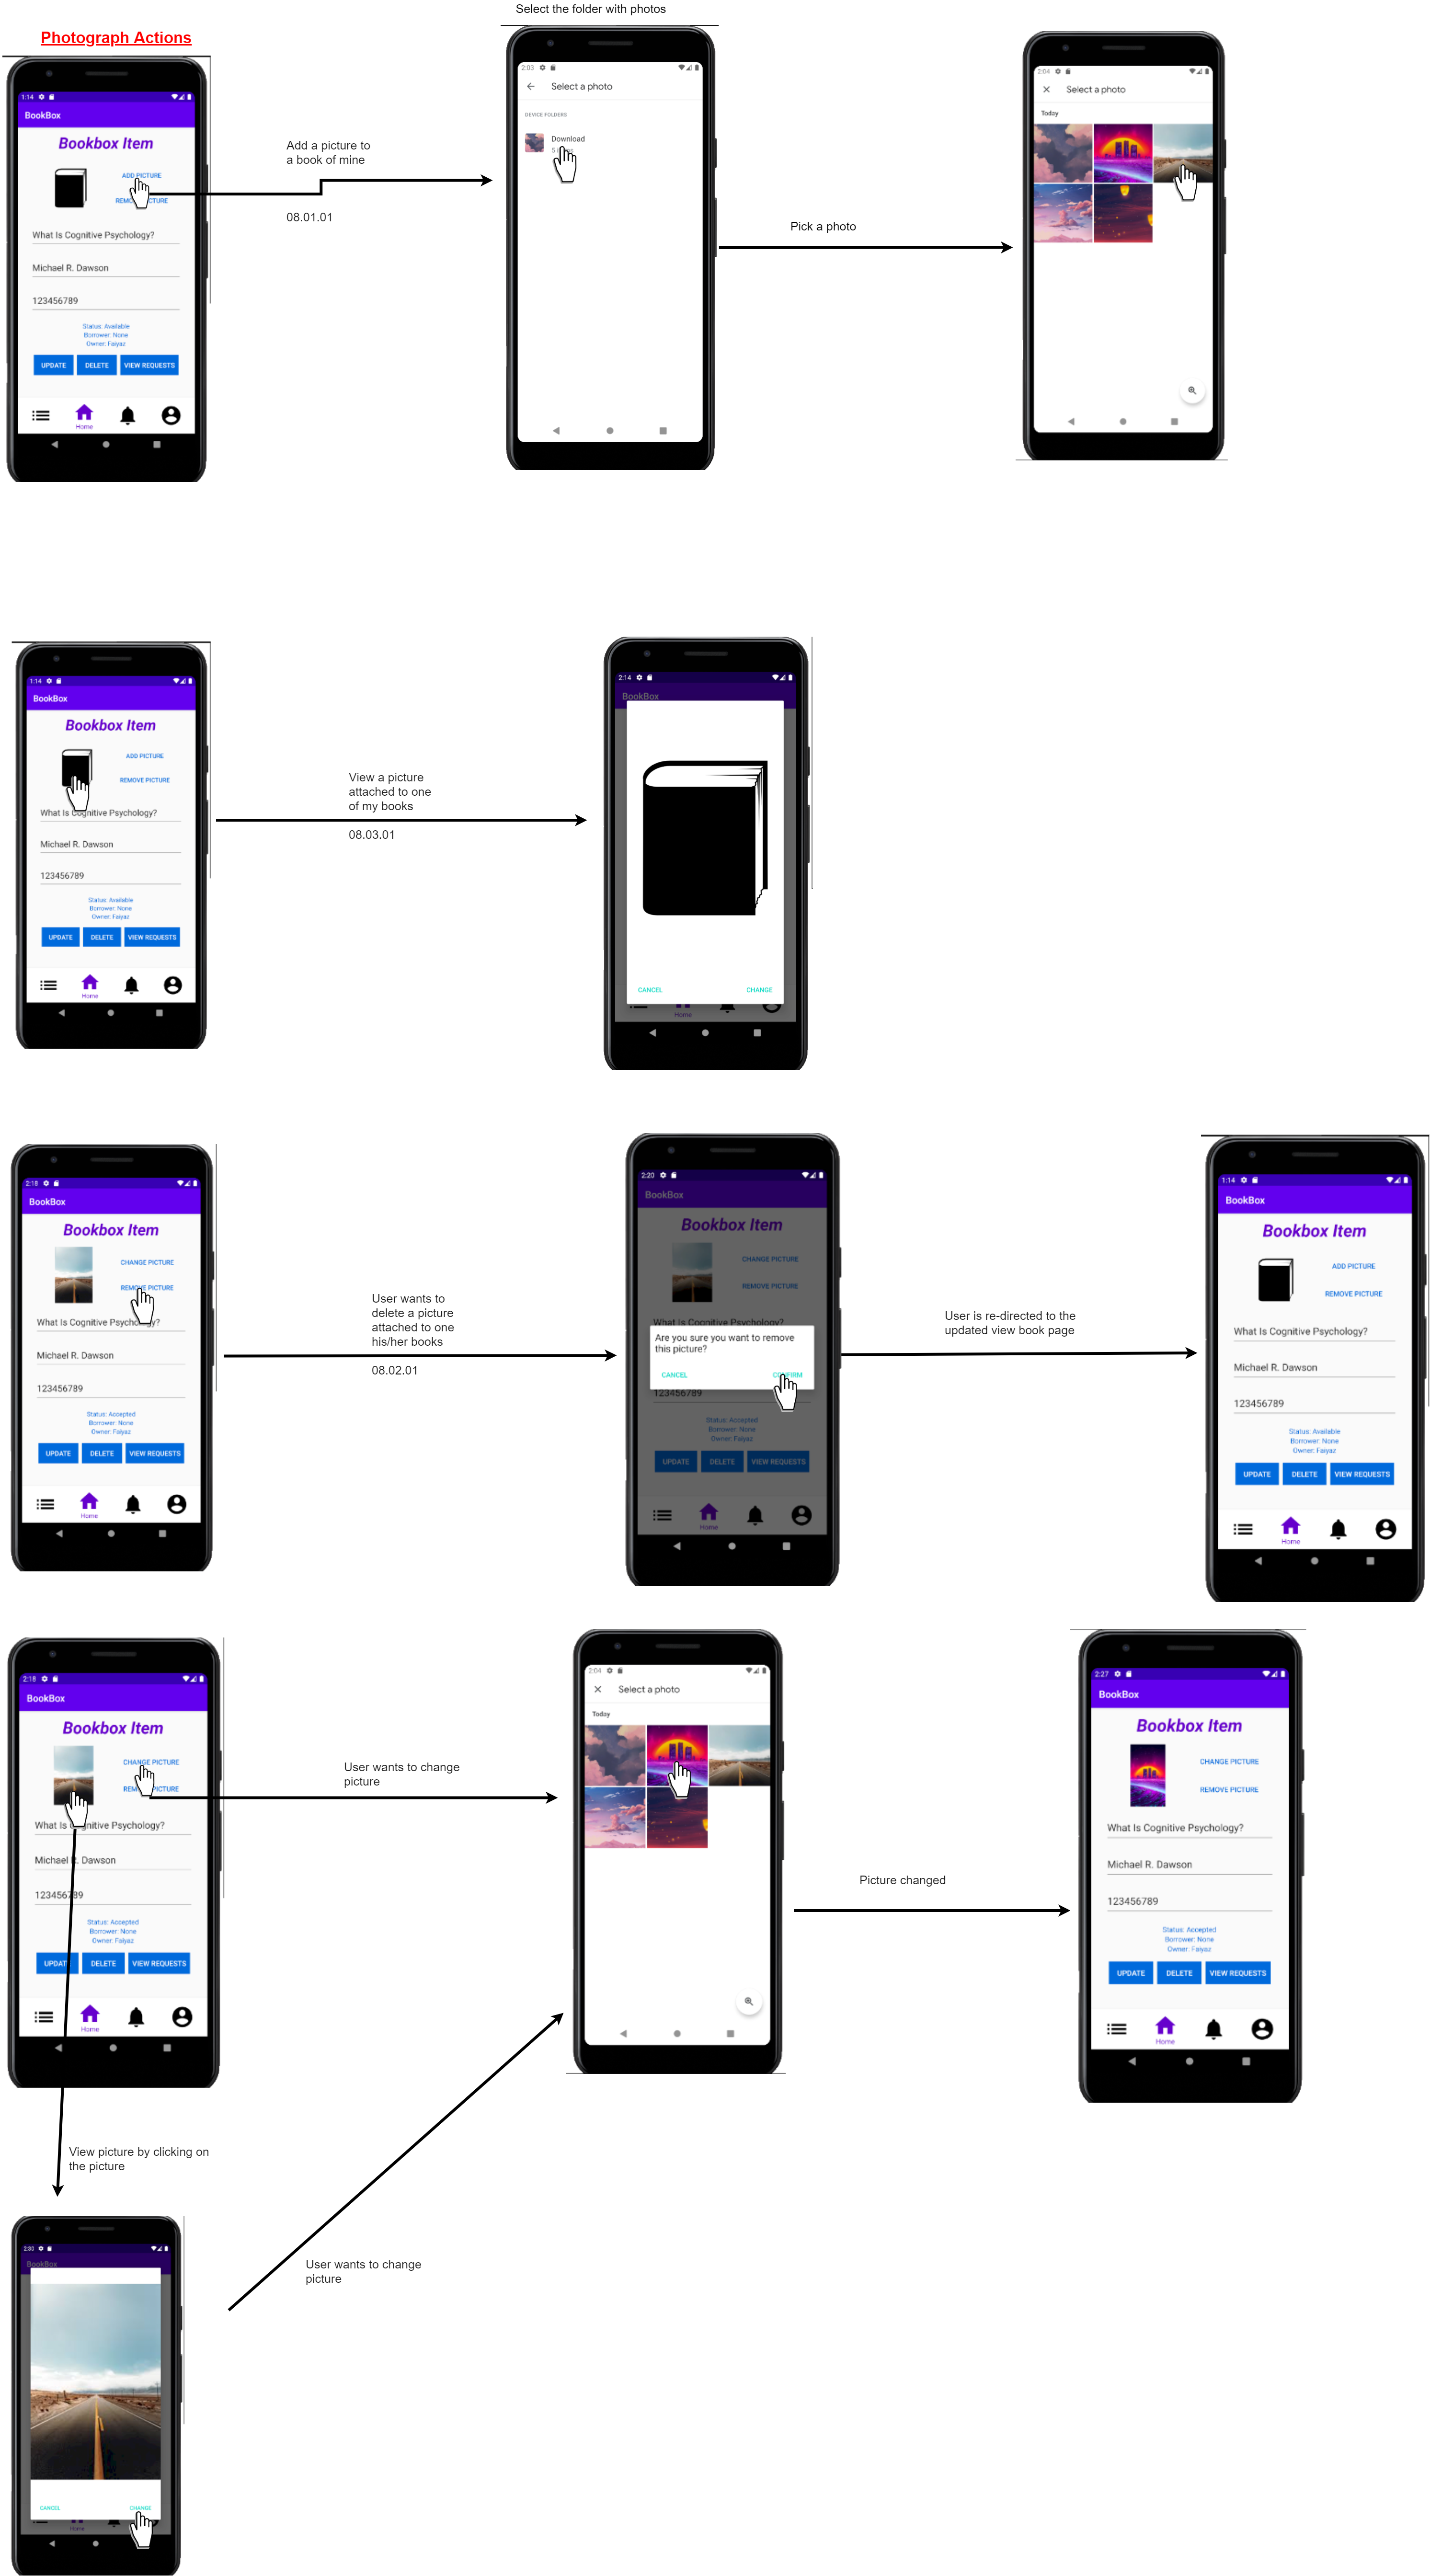 Select the folder with photos
Photograph Actions
1:14
BookBox
Bookbox Item
ADD PICTURE
What Is Cognitive Psychology?
Michael R. Dawson
123456789
Status: Available
Borrower: None
Owner: Faiyaz
UPDATE DELETE VIEW REQUESTS
Home
Add a picture to
a book of mine
08.01.01
2:03
Select a photo
DEVICE FOLDERS
Download
Pick a photo
2:04
Select a photo
Today
1:14
BookBox
Bookbox Item
ADD PICTURE
REMOVE PICTURE
What Is Cognitive Psychology?
Michael R. Dawson
123456789
Status: Available
Borrower: None
Owner: Faiyaz
UPDATE DELETE VIEW REQUESTS
Home
View a picture
attached to one
of my books
08.03.01
2:14
BookBox
CANCEL CHANGE
Home
2:18
BookBox
Bookbox Item
CHANGE PICTURE
REMOVE PICTURE
What Is Cognitive Psychology?
Michael R. Dawson
123456789
Status: Accepted
Borrower: None
Owner: Faiyaz
UPDATE DELETE VIEW REQUESTS
Home
User wants to
delete a picture
attached to one
his/her books
08.02.01
2:20
BookBox
Bookbox Item
CHANGE PICTURE
REMOVE PICTURE
What Is Cognitive Psychology?
Are you sure you want to remove
this picture?
CANCEL CONFIRM
123456789
Status: Accepted
Borrower: None
Owner: Faiyaz
UPDATE DELETE VIEW REQUESTS
Home
User is re-directed to the
updated view book page
1:14
BookBox
Bookbox Item
ADD PICTURE
REMOVE PICTURE
What Is Cognitive Psychology?
Michael R. Dawson
123456789
Status: Available
Borrower: None
Owner: Faiyaz
UPDATE DELETE VIEW REQUESTS
Home
2:18
BookBox
Bookbox Item
CHANGE PICTURE
REMOVE PICTURE
What Is Cognitive Psychology?
Michael R. Dawson
123456789
Status: Accepted
Borrower: None
Owner: Faiyaz
UPDATE DELETE VIEW REQUESTS
Home
User wants to change
picture
2:04
Select a photo
Today
Picture changed
2:27
BookBox
Bookbox Item
CHANGE PICTURE
REMOVE PICTURE
What Is Cognitive Psychology?
Michael R. Dawson
123456789
Status: Accepted
Borrower: None
Owner: Faiyaz
UPDATE DELETE VIEW REQUESTS
Home
View picture by clicking on
the picture
User wants to change
picture
2:30
BookBox
CANCEL CHANGE
Home